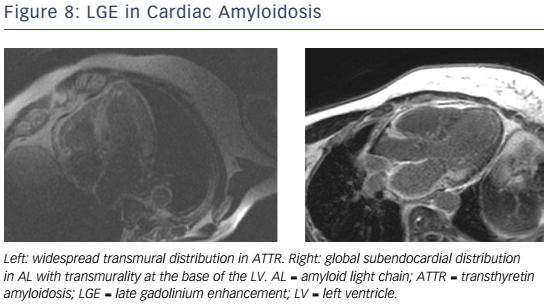 Figure 8: LGE in Cardiac Amyloidosis
Left: widespread transmural distribution in ATTR. Right: global subendocardial distribution
in AL with transmurality at the base of the LV. AL = amyloid light chain; ATTR = transthyretin
amyloidosis; LGE = late gadolinium enhancement; LV = left ventricle.